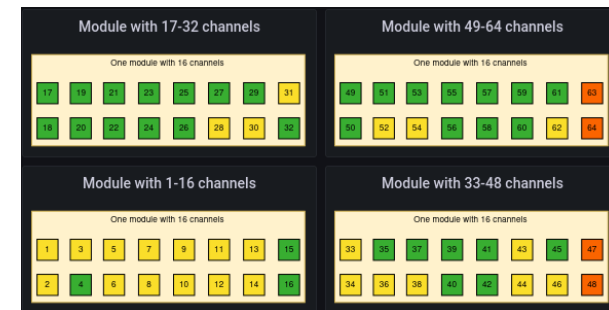 Module with 17-32 channels
One module with 16 channels
17 19 21 23 25 27 29 31
18 20 22 24 26 28 30 32
Module with 49-64 channels
One module with 16 channels
49 51 53 55 57 59 61 63
50 52 54 56 58 60 62 64
Module with 1-16 channels
One module with 16 channels
1 3 5 7 9 11 13 15
2 4 6 8 10 12 14 16
Module with 33-48 channels
One module with 16 channels
33 35 37 39 41 43 45 47
34 36 38 40 42 44 46 48